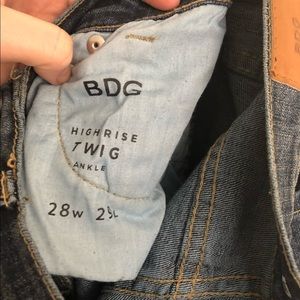 BDG
HIGH RISE
TWIG
ANKLE
28W 29L